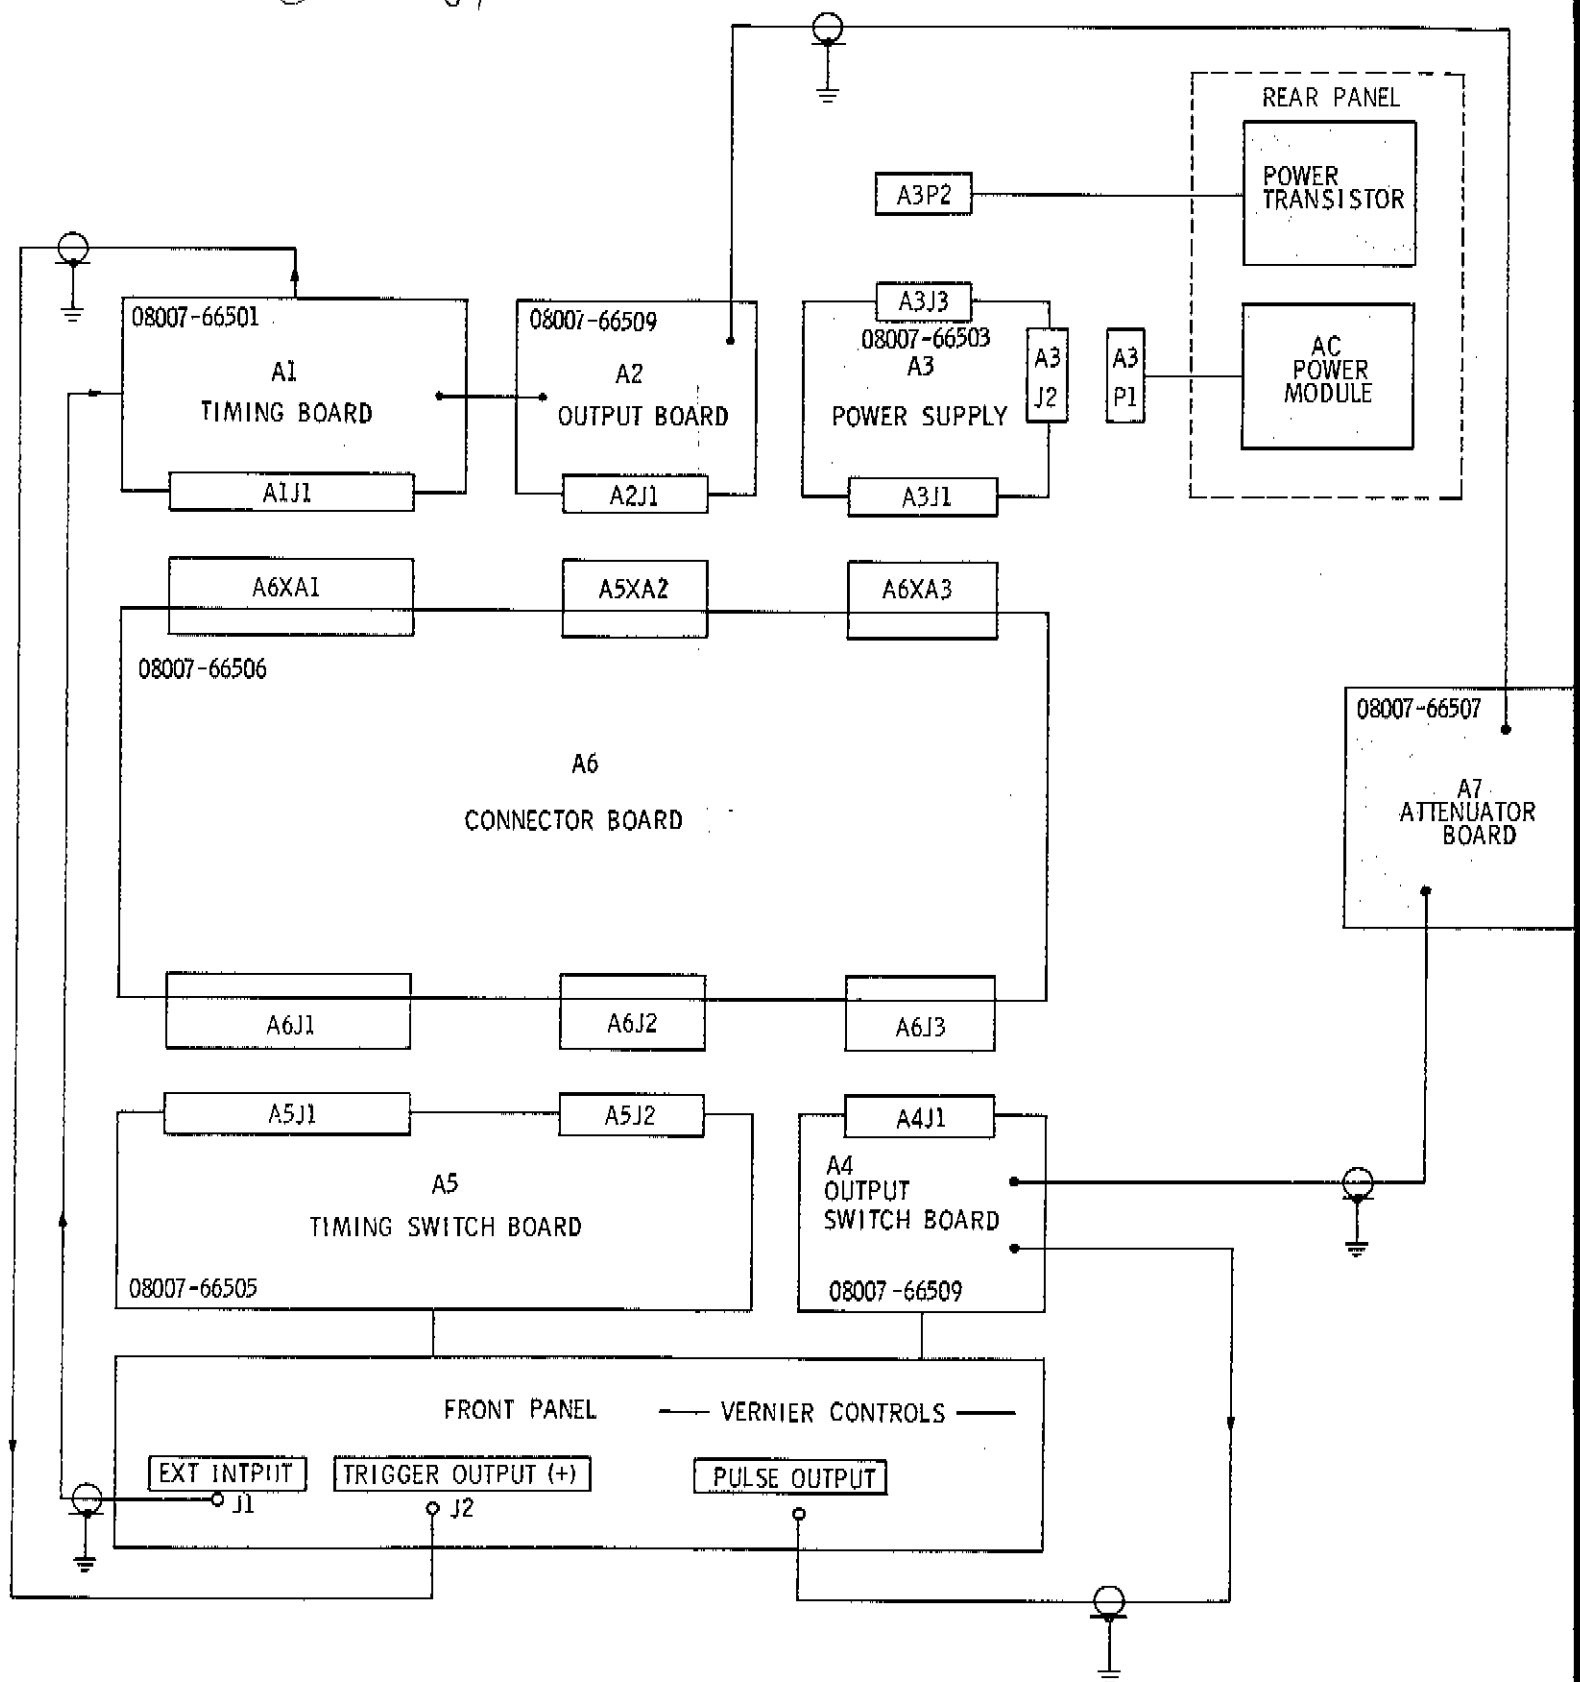 REAR PANEL
POWER
TRANSISTOR
A3P2
AC
POWER
MODULE
A3
P1
08007-66501
A1
TIMING BOARD
A1J1
08007-66509
A2
OUTPUT BOARD
A2J1
A3J3
08007-66503
A3
POWER SUPPLY
A3
J2
A3J1
A6XA1
A5XA2
A6XA3
08007-66506
A6
CONNECTOR BOARD
08007-66507
A7
ATTENUATOR
BOARD
A6J1
A6J2
A6J3
A5J1
A5J2
A4J1
A5
TIMING SWITCH BOARD
08007-66505
A4
OUTPUT
SWITCH BOARD
08007-66509
FRONT PANEL
VERNIER CONTROLS
EXT INTPUT
J1
TRIGGER OUTPUT (+)
J2
PULSE OUTPUT